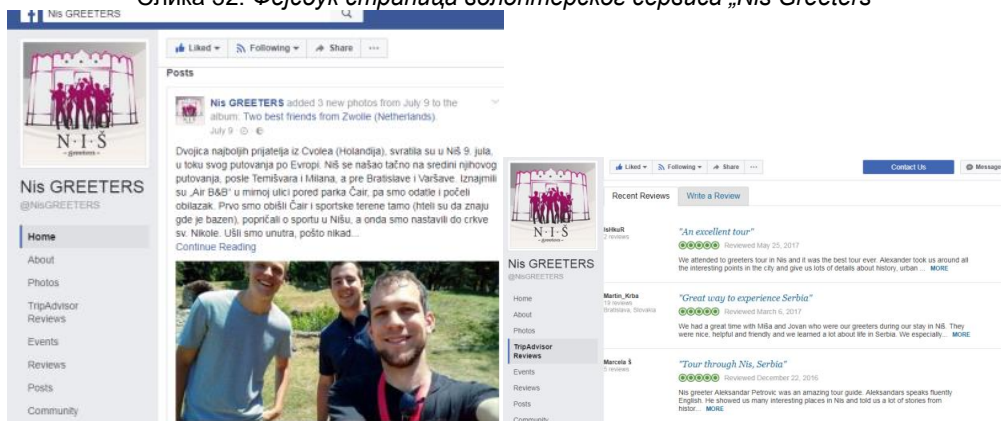 Слика 32. Фејсбук страница волонтерског сервиса „Nis Greeters“
Nis GREETERS
Liked Following Share ...
Posts
N·I·Š
- greeters -
Nis GREETERS
@NisGREETERS
Home
About
Photos
TripAdvisor
Reviews
Events
Reviews
Posts
Community
Nis GREETERS added 3 new photos from July 9 to the
album: Two best friends from Zwolle (Netherlands).
July 9
Dvojica najboljih prijatelja iz Cvolea (Holandija), svratila su u Niš 9. jula,
u toku svog putovanja po Evropi. Niš se našao tačno na sredini njihovog
putovanja, posle Temišvara i Milana, a pre Bratislave i Varšave. Iznajmili
su „Air B&B“ u mirnoj ulici pored parka Čair, pa smo odatle i počeli
obilazak. Prvo smo obišli Čair i sportske terene tamo (hteli su da znaju
gde je bazen), popričali o sportu u Nišu, a onda smo nastavili do crkve
sv. Nikole. Ušli smo unutra, pošto nikad...
Continue Reading
Liked Following Share ... Contact Us Message
N·I·Š
- greeters -
Nis GREETERS
@NisGREETERS
Home
About
Photos
TripAdvisor
Reviews
Events
Reviews
Posts
Community
Recent Reviews Write a Review
IsHkuR
2 reviews
"An excellent tour"
Reviewed May 23, 2017
We attended to greeters tour in Nis and it was the best tour ever. Alexander took us around all
the interesting points in the city and give us lots of details about history, urban ... MORE
Martin_Krba
19 reviews
Bratislava, Slovakia
"Great way to experience Serbia"
Reviewed March 6, 2017
We had a great time with Miša and Jovan who were our greeters during our stay in Niš. They
were nice, helpful and friendly and we learned a lot about life in Serbia. We especially... MORE
Marcela Š
5 reviews
"Tour through Nis, Serbia"
Reviewed December 22, 2016
Nis greeter Aleksandar Petrovic was an amazing tour guide. Aleksandars speaks fluently
English. He showed us many interesting places in Nis and told us a lot of stories from
histor... MORE